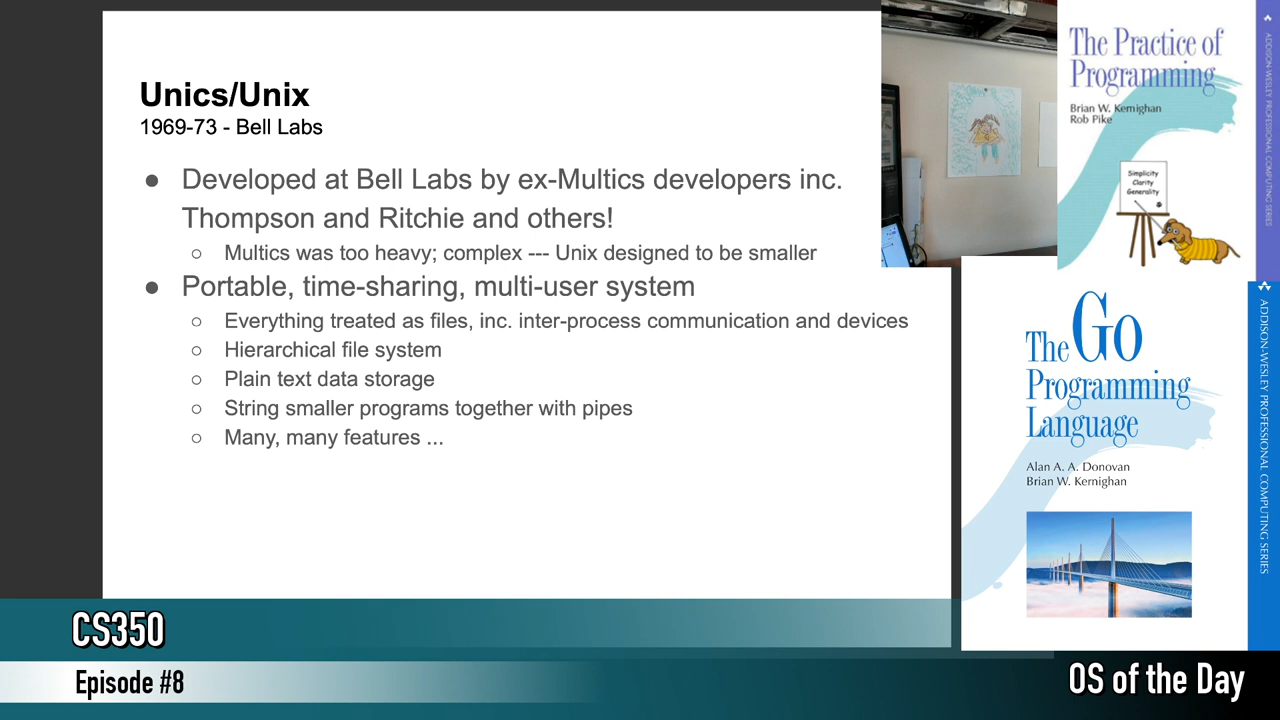 Unics/Unix
1969-73 - Bell Labs
● Developed at Bell Labs by ex-Multics developers inc.
Thompson and Ritchie and others!
○ Multics was too heavy; complex --- Unix designed to be smaller
● Portable, time-sharing, multi-user system
○ Everything treated as files, inc. inter-process communication and devices
○ Hierarchical file system
○ Plain text data storage
○ String smaller programs together with pipes
○ Many, many features ...
The Practice of
Programming
Brian W. Kernighan
Rob Pike
Simplicity
Clarity
Generality
ADDISON-WESLEY PROFESSIONAL COMPUTING SERIES
The Go
Programming
Language
Alan A. A. Donovan
Brian W. Kernighan
ADDISON-WESLEY PROFESSIONAL COMPUTING SERIES
CS350
Episode #8
OS of the Day